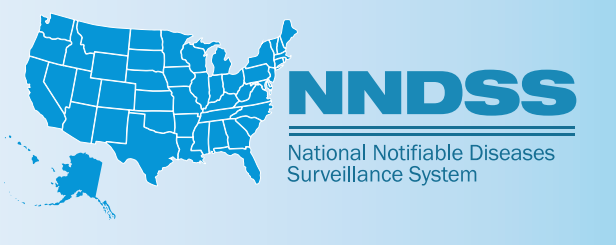 NNDSS
National Notifiable Diseases
Surveillance System